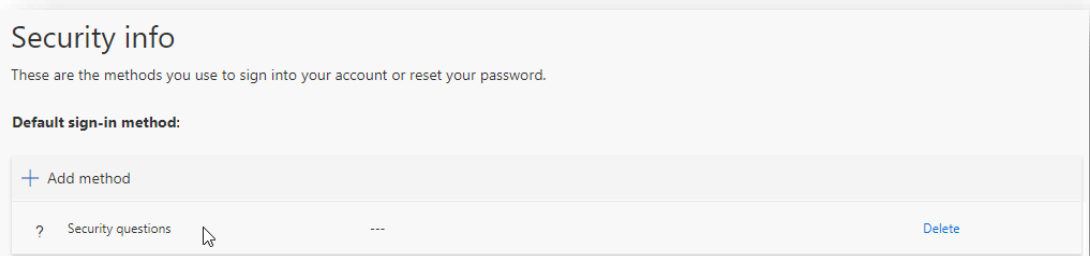 Security info
These are the methods you use to sign into your account or reset your password.
Default sign-in method:
+ Add method
? Security questions --- Delete